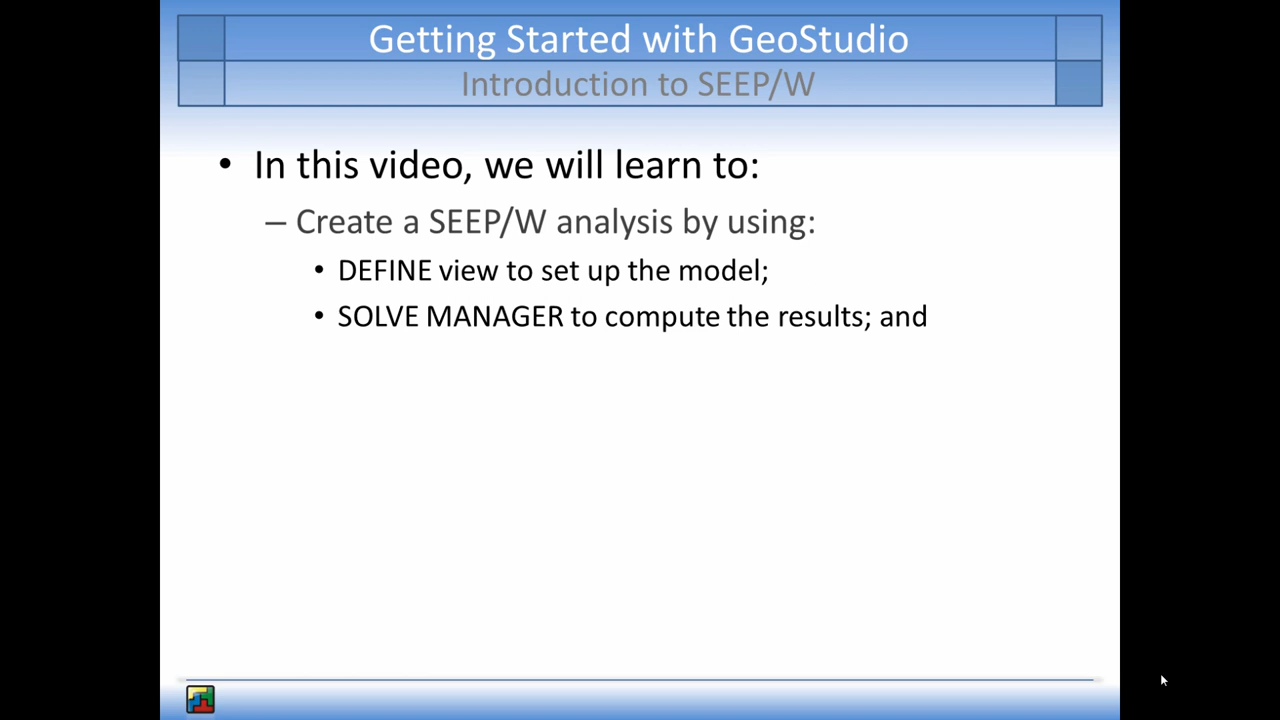 Getting Started with GeoStudio
Introduction to SEEP/W
• In this video, we will learn to:
– Create a SEEP/W analysis by using:
• DEFINE view to set up the model;
• SOLVE MANAGER to compute the results; and